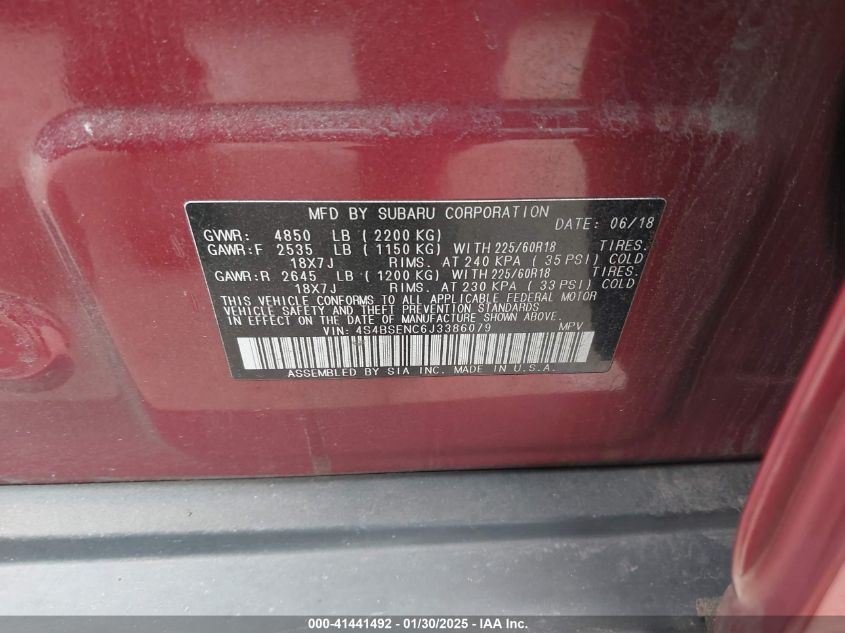 MFD BY SUBARU CORPORATION DATE: 06/18
GVWR: 4850 LB ( 2200 KG)
GAWR:F 2535 LB ( 1150 KG) WITH 225/60R18 TIRES.
18X7J RIMS. AT 240 KPA ( 35 PSI) COLD
GAWR:R 2645 LB ( 1200 KG) WITH 225/60R18 TIRES.
18X7J RIMS. AT 230 KPA ( 33 PSI) COLD
THIS VEHICLE CONFORMS TO ALL APPLICABLE FEDERAL MOTOR
VEHICLE SAFETY AND THEFT PREVENTION STANDARDS
IN EFFECT ON THE DATE OF MANUFACTURE SHOWN ABOVE.
VIN: 4S4BSENC6J3386079 MPV
ASSEMBLED BY SIA INC. MADE IN U.S.A.
000-41441492 - 01/30/2025 - IAA Inc.